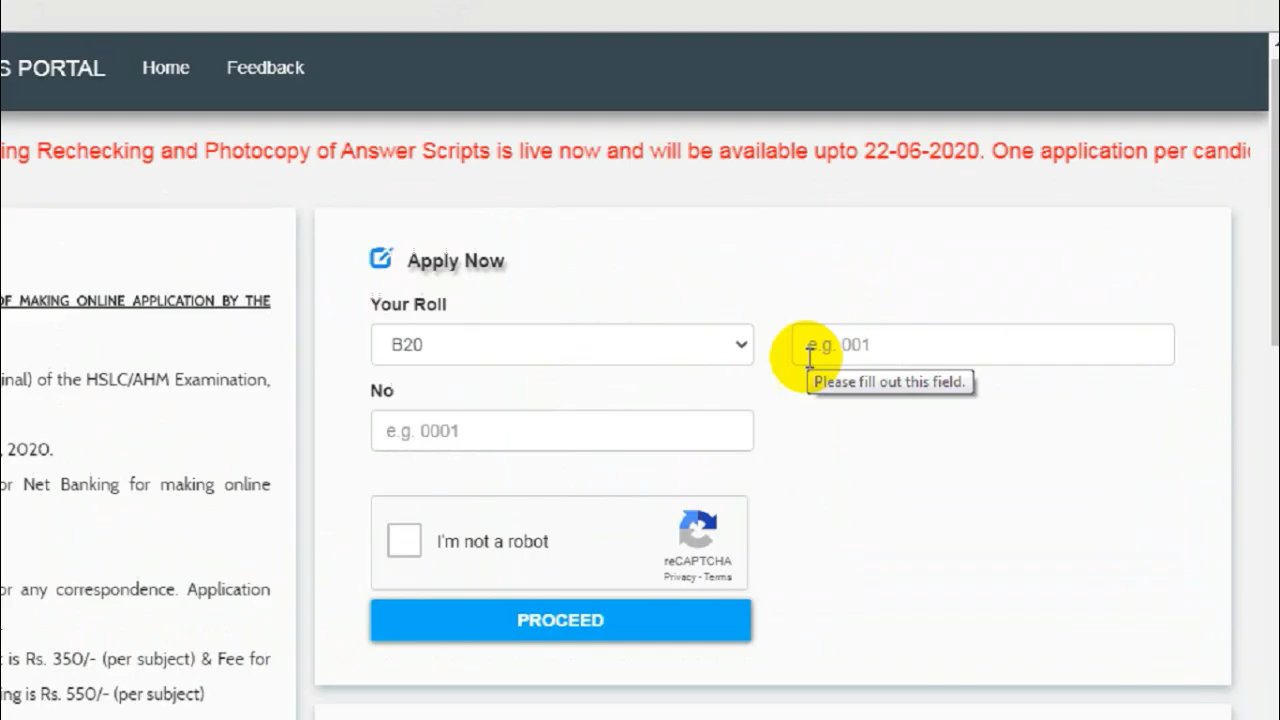 S PORTAL Home Feedback
ing Rechecking and Photocopy of Answer Scripts is live now and will be available upto 22-06-2020. One application per candi
OF MAKING ONLINE APPLICATION BY THE
inal) of the HSLC/AHM Examination,
, 2020.
or Net Banking for making online
or any correspondence. Application
t is Rs. 350/- (per subject) & Fee for
ing is Rs. 550/- (per subject)
Apply Now
Your Roll
B20
e.g. 001
Please fill out this field.
No
e.g. 0001
I'm not a robot
reCAPTCHA
Privacy - Terms
PROCEED